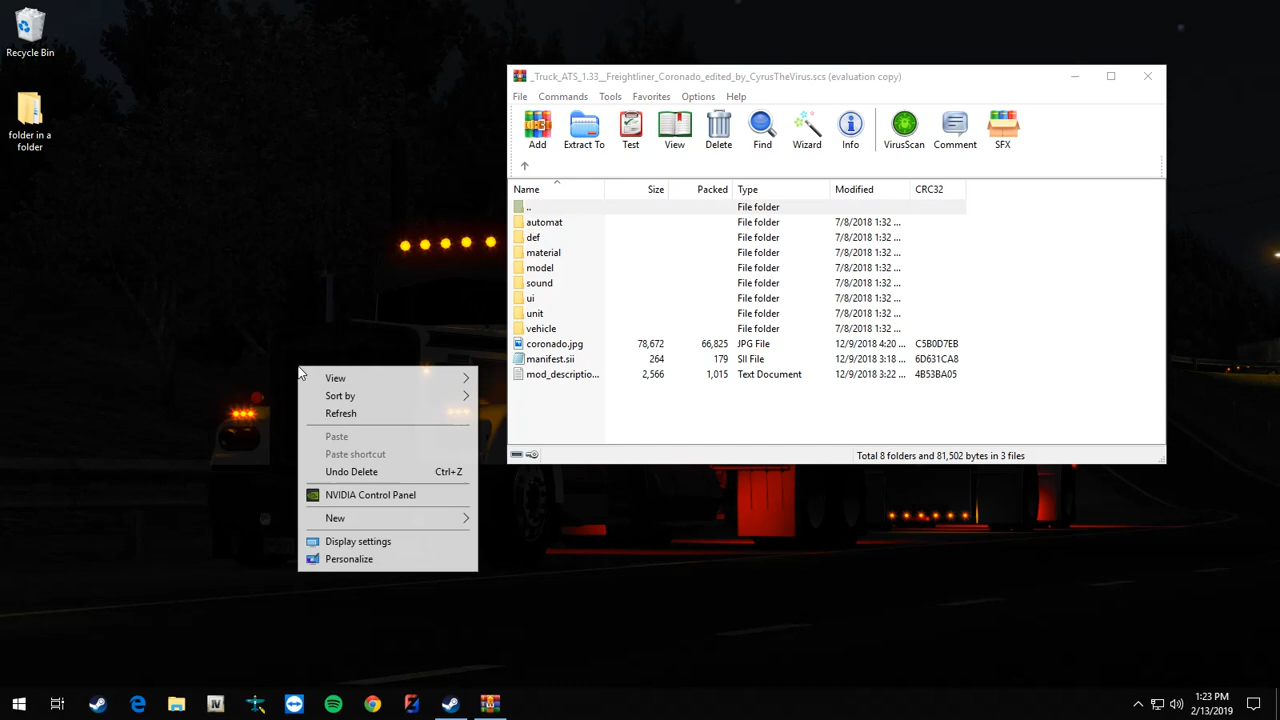 Recycle Bin
folder in a
folder
_Truck_ATS_1.33__Freightliner_Coronado_edited_by_CyrusTheVirus.scs (evaluation copy)
File Commands Tools Favorites Options Help
Add Extract To Test View Delete Find Wizard Info VirusScan Comment SFX
Name Size Packed Type Modified CRC32
.. File folder
automat File folder 7/8/2018 1:32 ...
def File folder 7/8/2018 1:32 ...
material File folder 7/8/2018 1:32 ...
model File folder 7/8/2018 1:32 ...
sound File folder 7/8/2018 1:32 ...
ui File folder 7/8/2018 1:32 ...
unit File folder 7/8/2018 1:32 ...
vehicle File folder 7/8/2018 1:32 ...
coronado.jpg 78,672 66,825 JPG File 12/9/2018 4:20 ... C5B0D7EB
manifest.sii 264 179 SII File 12/9/2018 3:18 ... 6D631CA8
mod_descriptio... 2,566 1,015 Text Document 12/9/2018 3:22 ... 4B53BA05
Total 8 folders and 81,502 bytes in 3 files
View
Sort by
Refresh
Paste
Paste shortcut
Undo Delete Ctrl+Z
NVIDIA Control Panel
New
Display settings
Personalize
IV
1:23 PM
2/13/2019